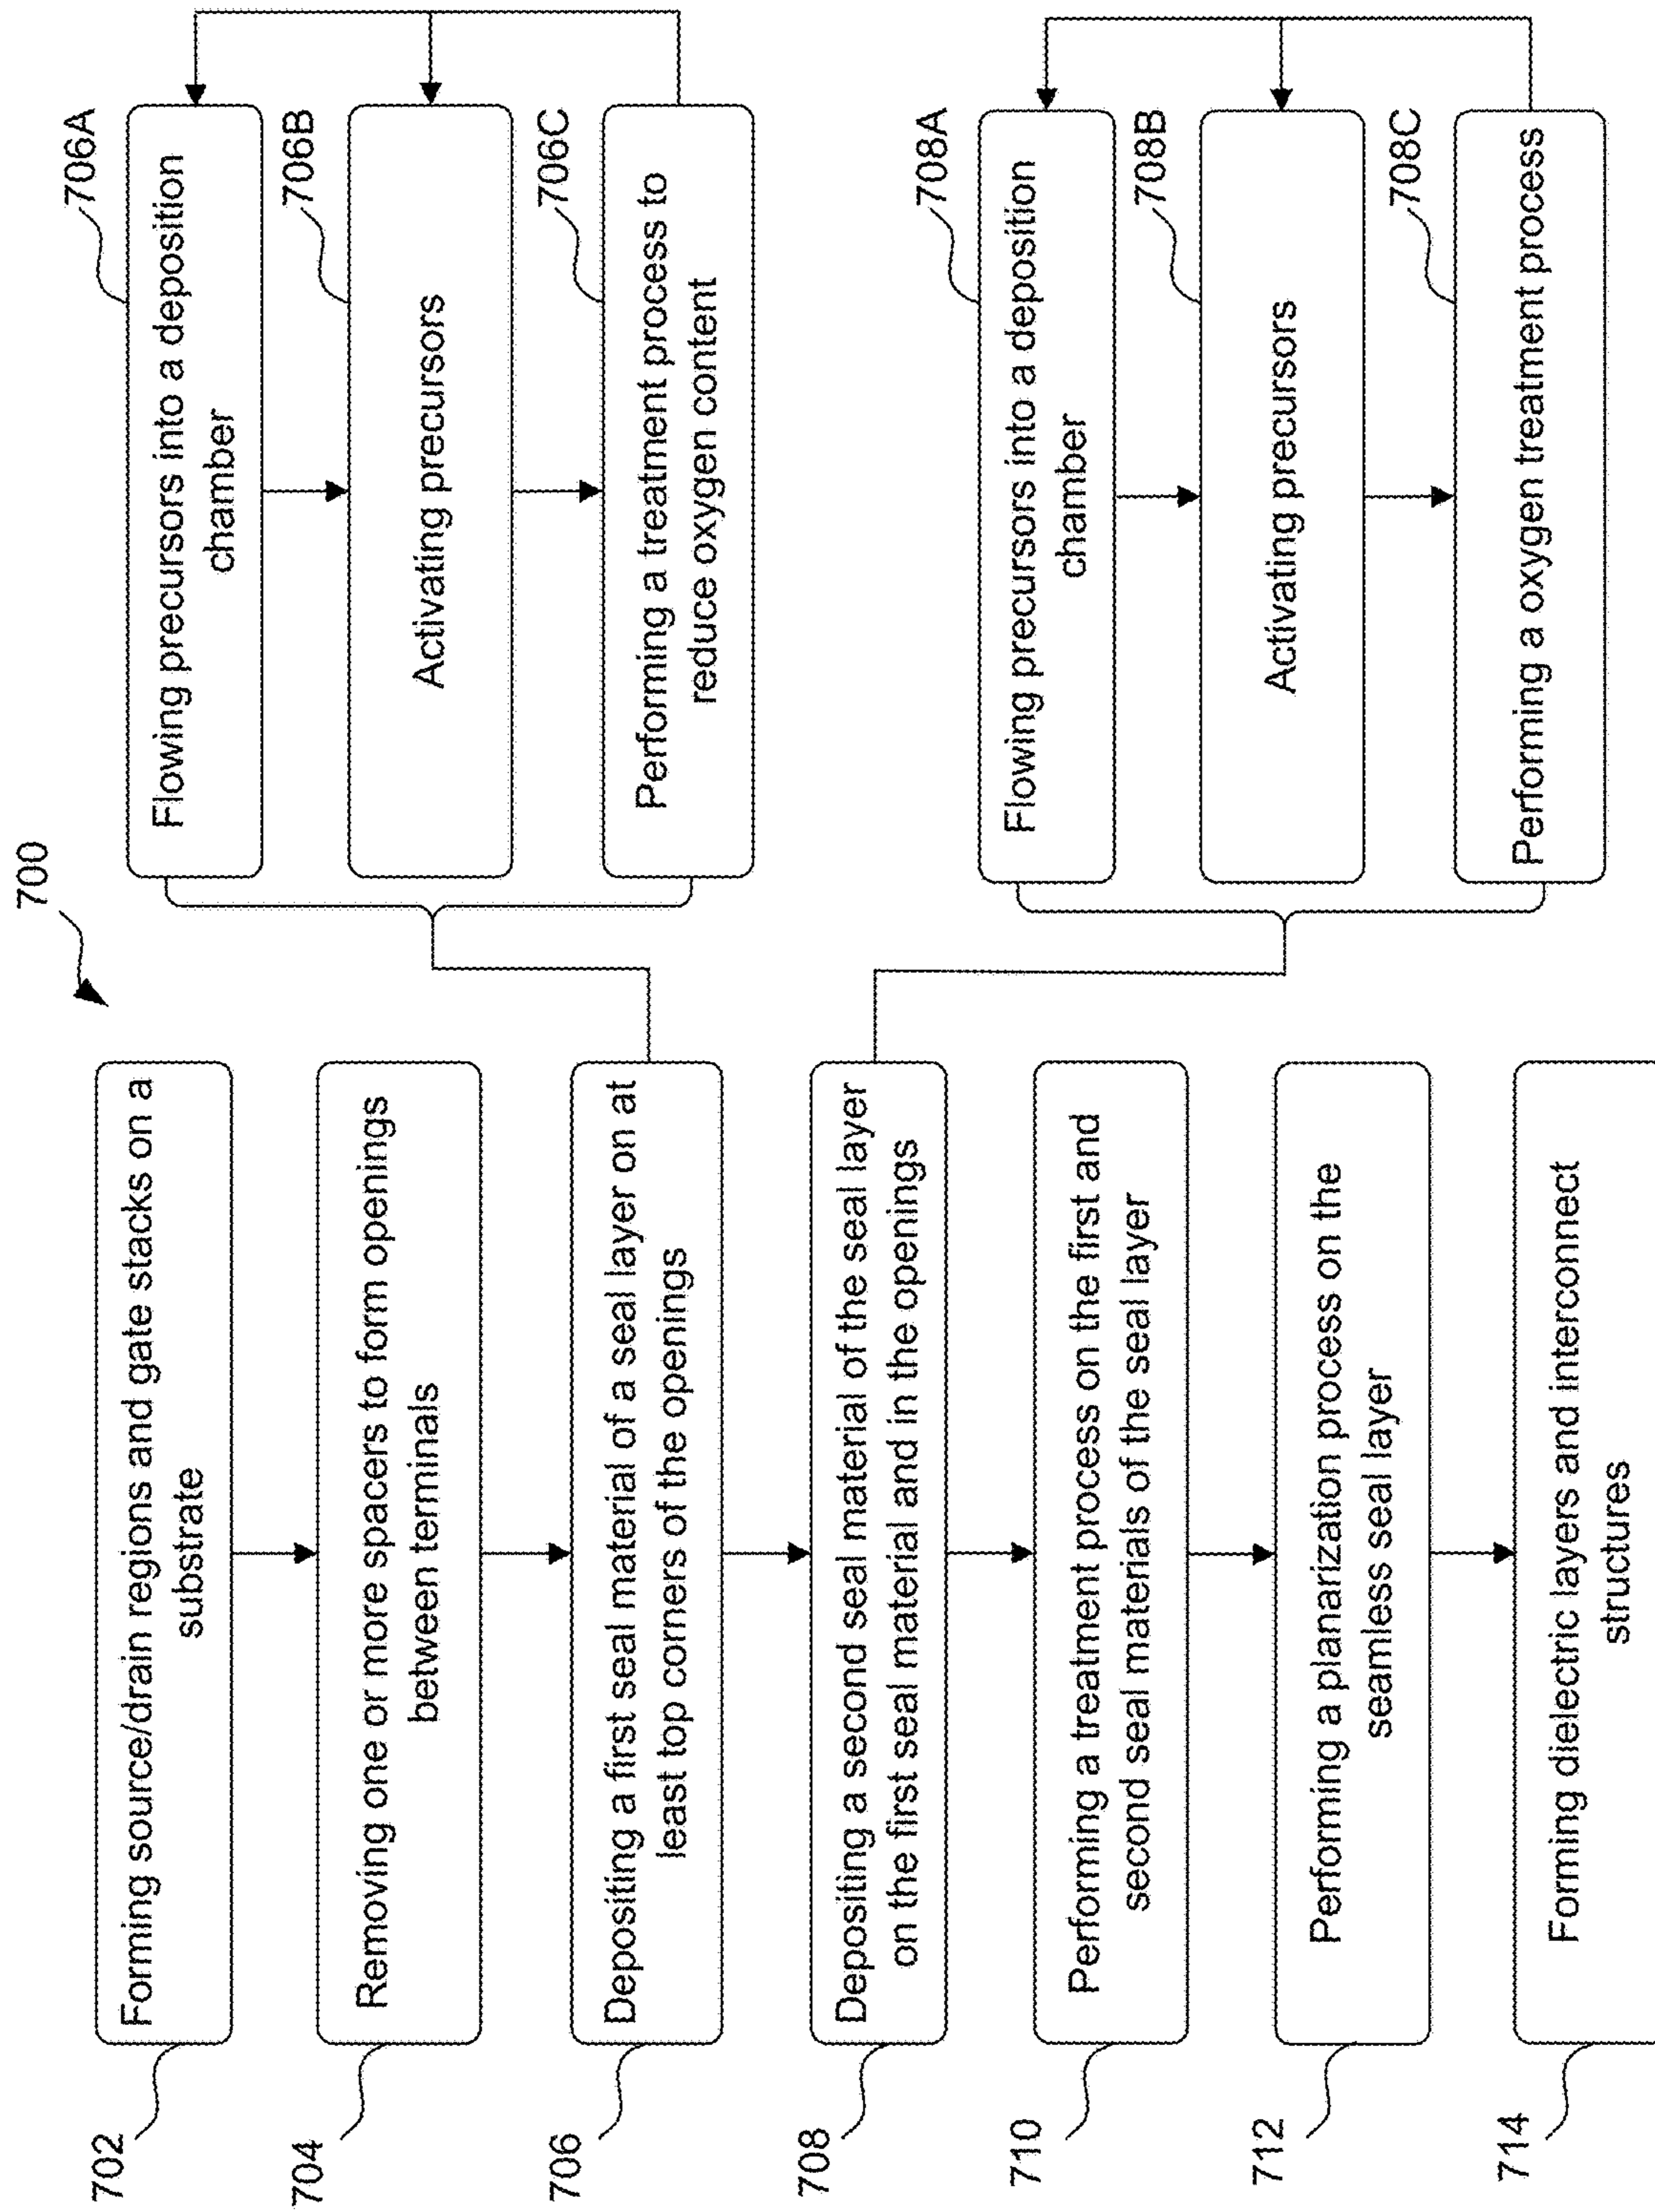 700
702
Forming source/drain regions and gate stacks on a
substrate
704
Removing one or more spacers to form openings
between terminals
706
Depositing a first seal material of a seal layer on at
least top corners of the openings
708
Depositing a second seal material of the seal layer
on the first seal material and in the openings
710
Performing a treatment process on the first and
second seal materials of the seal layer
712
Performing a planarization process on the
seamless seal layer
714
Forming dielectric layers and interconnect
structures
706A
Flowing precursors into a deposition
chamber
706B
Activating precursors
706C
Performing a treatment process to
reduce oxygen content
708A
Flowing precursors into a deposition
chamber
708B
Activating precursors
708C
Performing a oxygen treatment process